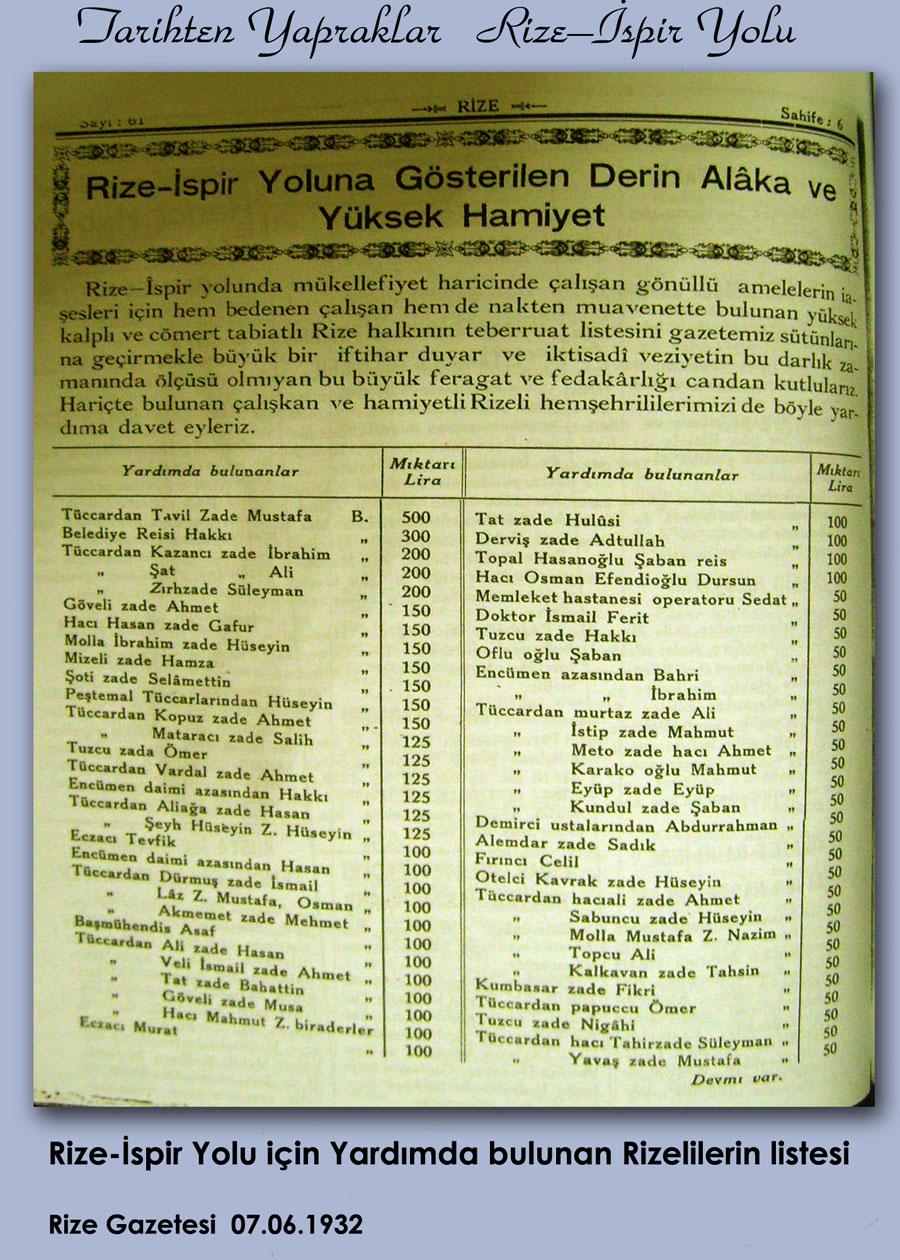 Tarihten Yapraklar Rize–İspir Yolu
Sayı : 61
RİZE
Sahife : 6
Rize-İspir Yoluna Gösterilen Derin Alâka ve
Yüksek Hamiyet
Rize—İspir yolunda mükellefiyet haricinde çalışan gönüllü amelelerin ia-
şesleri için hem bedenen çalışan hem de nakten muavenette bulunan yüksek
kalplı ve cömert tabiatlı Rize halkının teberruat listesini gazetemiz sütünları-
na geçirmekle büyük bir iftihar duyar ve iktisadî veziyetin bu darlık za-
manında ölçüsü olmıyan bu büyük feragat ve fedakârlığı candan kutlularız.
Hariçte bulunan çalışkan ve hamiyetli Rizeli hemşehrililerimizi de böyle yar-
dıma davet eyleriz.
Yardımda bulunanlar Mıktarı Lira
Tüccardan Tavil Zade Mustafa B. 500
Belediye Reisi Hakkı „ 300
Tüccardan Kazancı zade İbrahim „ 200
„ Şat „ Ali „ 200
„ Zırhzade Süleyman „ 200
Göveli zade Ahmet „ 150
Hacı Hasan zade Gafur „ 150
Molla İbrahim zade Hüseyin „ 150
Mizeli zade Hamza „ 150
Şoti zade Selâmettin „ 150
Peştemal Tüccarlarından Hüseyin „ 150
Tüccardan Kopuz zade Ahmet „ 150
„ Mataracı zade Salih „ 125
Tuzcu zada Ömer „ 125
Tüccardan Vardal zade Ahmet „ 125
Encümen daimi azasından Hakkı „ 125
Tüccardan Aliağa zade Hasan „ 125
„ Şeyh Hüseyin Z. Hüseyin „ 125
Eczacı Tevfik „ 100
Encümen daimi azasından Hasan „ 100
Tüccardan Dürmuş zade İsmail „ 100
„ Lâz Z. Mustafa, Osman „ 100
„ Akmemet zade Mehmet „ 100
Başmühendis Asaf „ 100
Tüccardan Ali zade Hasan „ 100
„ Veli İsmail zade Ahmet „ 100
„ Tat zade Bahattin „ 100
„ Göveli zade Musa „ 100
„ Hacı Mahmut Z. biraderler 100
Eczacı Murat „ 100
Yardımda bulunanlar Mıktarı Lira
Tat zade Hulûsi „ 100
Derviş zade Adtullah „ 100
Topal Hasanoğlu Şaban reis „ 100
Hacı Osman Efendioğlu Dursun „ 100
Memleket hastanesi operatoru Sedat „ 50
Doktor İsmail Ferit „ 50
Tuzcu zade Hakkı „ 50
Oflu oğlu Şaban „ 50
Encümen azasından Bahri „ 50
„ „ İbrahim „ 50
Tüccardan murtaz zade Ali „ 50
„ İstip zade Mahmut „ 50
„ Meto zade hacı Ahmet „ 50
„ Karako oğlu Mahmut „ 50
„ Eyüp zade Eyüp „ 50
„ Kundul zade Şaban „ 50
Demirci ustalarından Abdurrahman „ 50
Alemdar zade Sadık „ 50
Fırıncı Celil „ 50
Otelci Kavrak zade Hüseyin „ 50
Tüccardan hacıali zade Ahmet „ 50
„ Sabuncu zade Hüseyin „ 50
„ Molla Mustafa Z. Nazim „ 50
„ Topcu Ali „ 50
„ Kalkavan zade Tahsin „ 50
Kumbasar zade Fikri „ 50
Tüccardan papuccu Ömer „ 50
Tuzcu zade Nigâhi „ 50
Tüccardan hacı Tahirzade Süleyman „ 50
„ Yavaş zade Mustafa „ 50
Devmı var.
Rize-İspir Yolu için Yardımda bulunan Rizelilerin listesi
Rize Gazetesi 07.06.1932